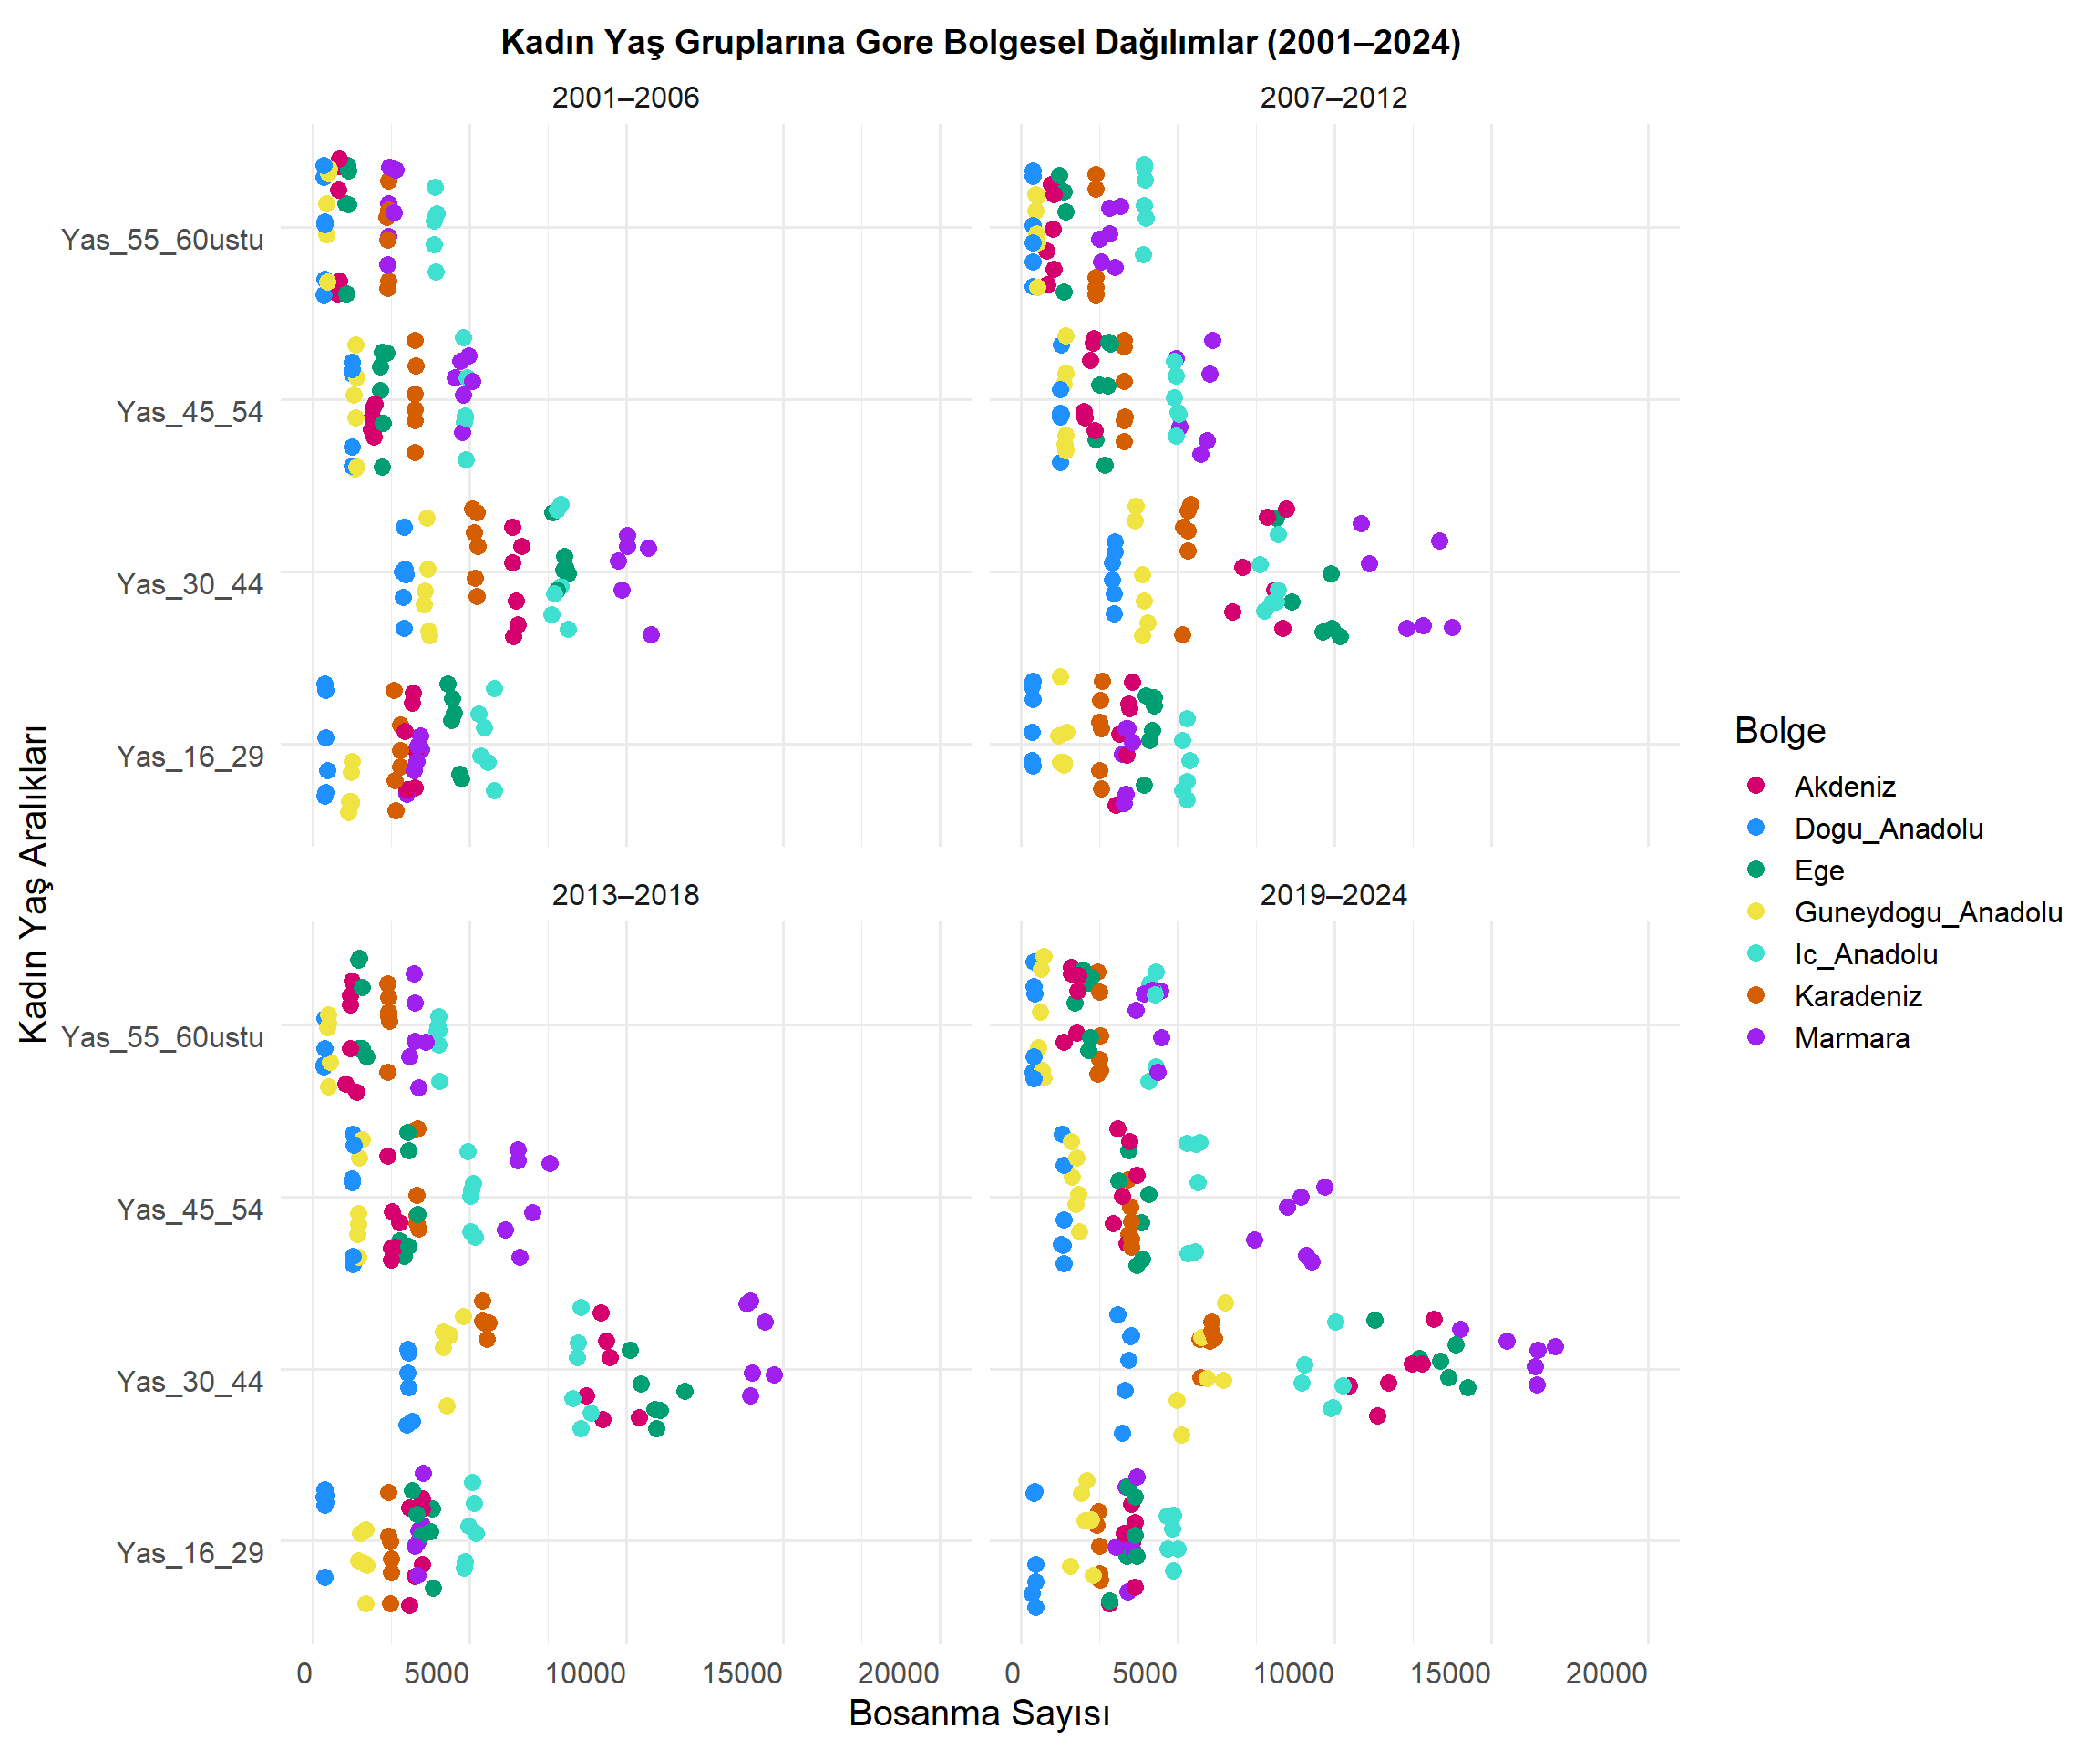 Kadın Yaş Gruplarına Gore Bolgesel Dağılımlar (2001–2024)
2001–2006
2007–2012
Yas_55_60ustu
Yas_45_54
Yas_30_44
Yas_16_29
2013–2018
2019–2024
Yas_55_60ustu
Yas_45_54
Yas_30_44
Yas_16_29
0 5000 10000 15000 20000
0 5000 10000 15000 20000
Bosanma Sayısı
Kadın Yaş Aralıkları
Bolge
Akdeniz
Dogu_Anadolu
Ege
Guneydogu_Anadolu
Ic_Anadolu
Karadeniz
Marmara